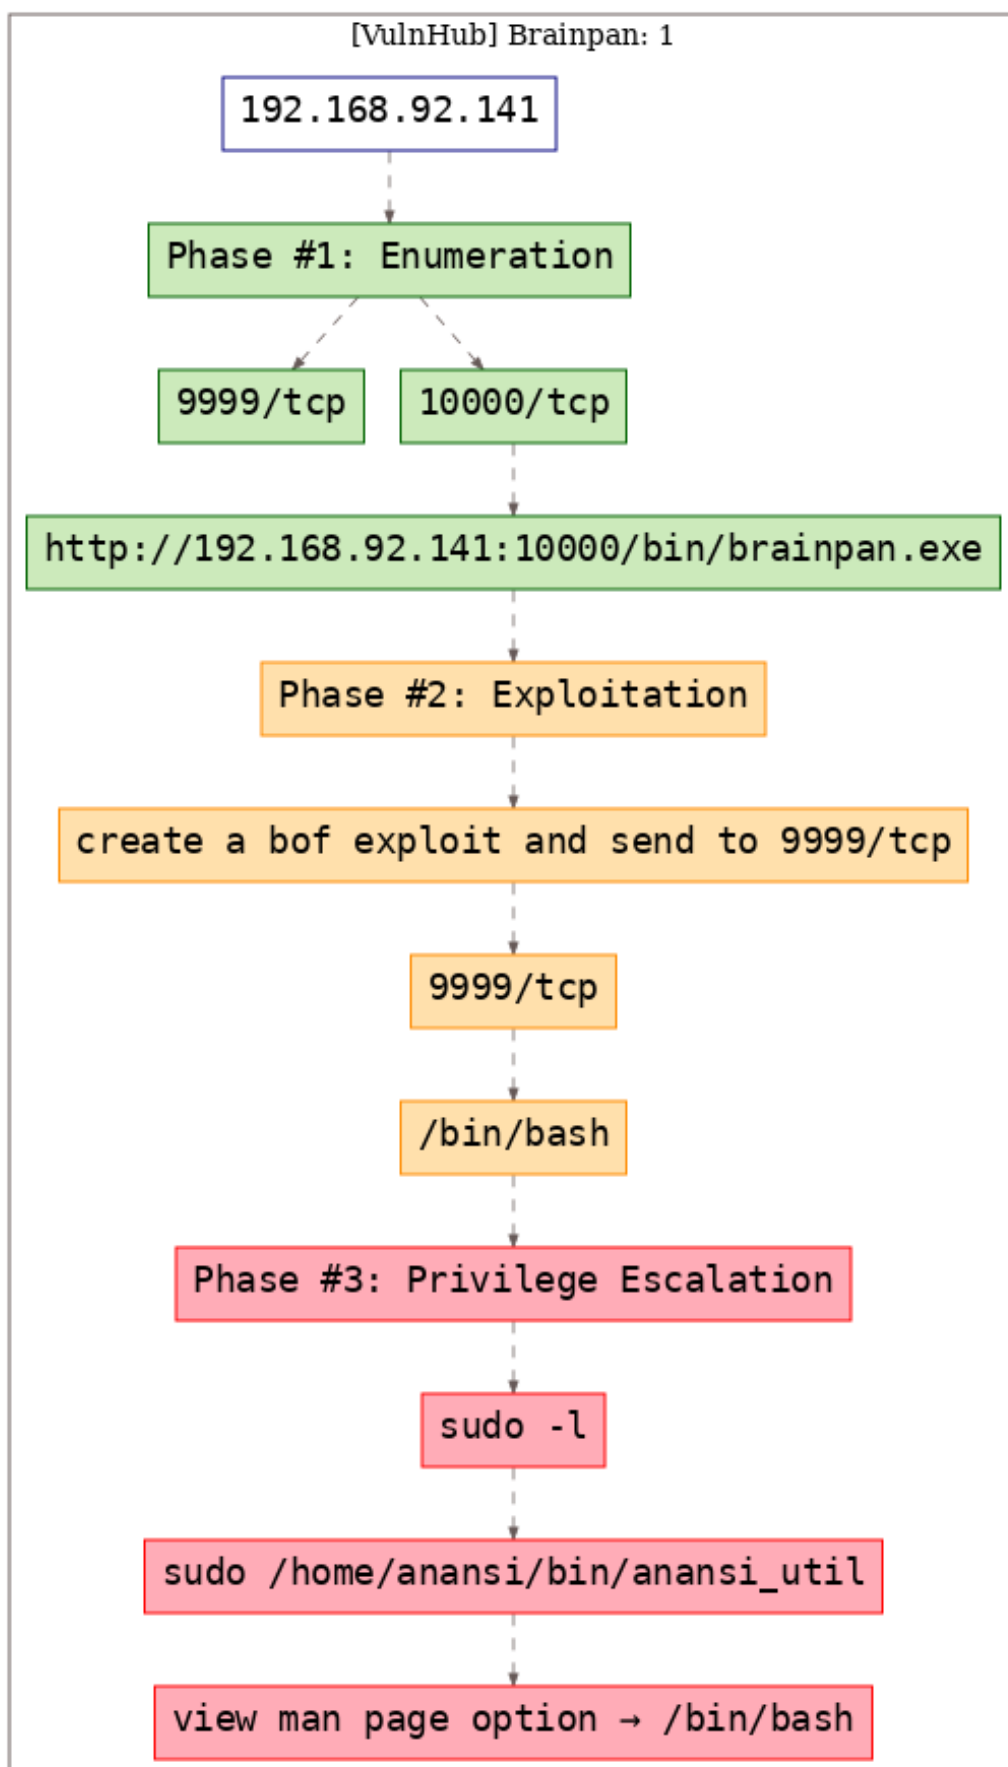 [VulnHub] Brainpan: 1
192.168.92.141
Phase #1: Enumeration
9999/tcp
10000/tcp
http://192.168.92.141:10000/bin/brainpan.exe
Phase #2: Exploitation
create a bof exploit and send to 9999/tcp
9999/tcp
/bin/bash
Phase #3: Privilege Escalation
sudo -l
sudo /home/anansi/bin/anansi_util
view man page option → /bin/bash